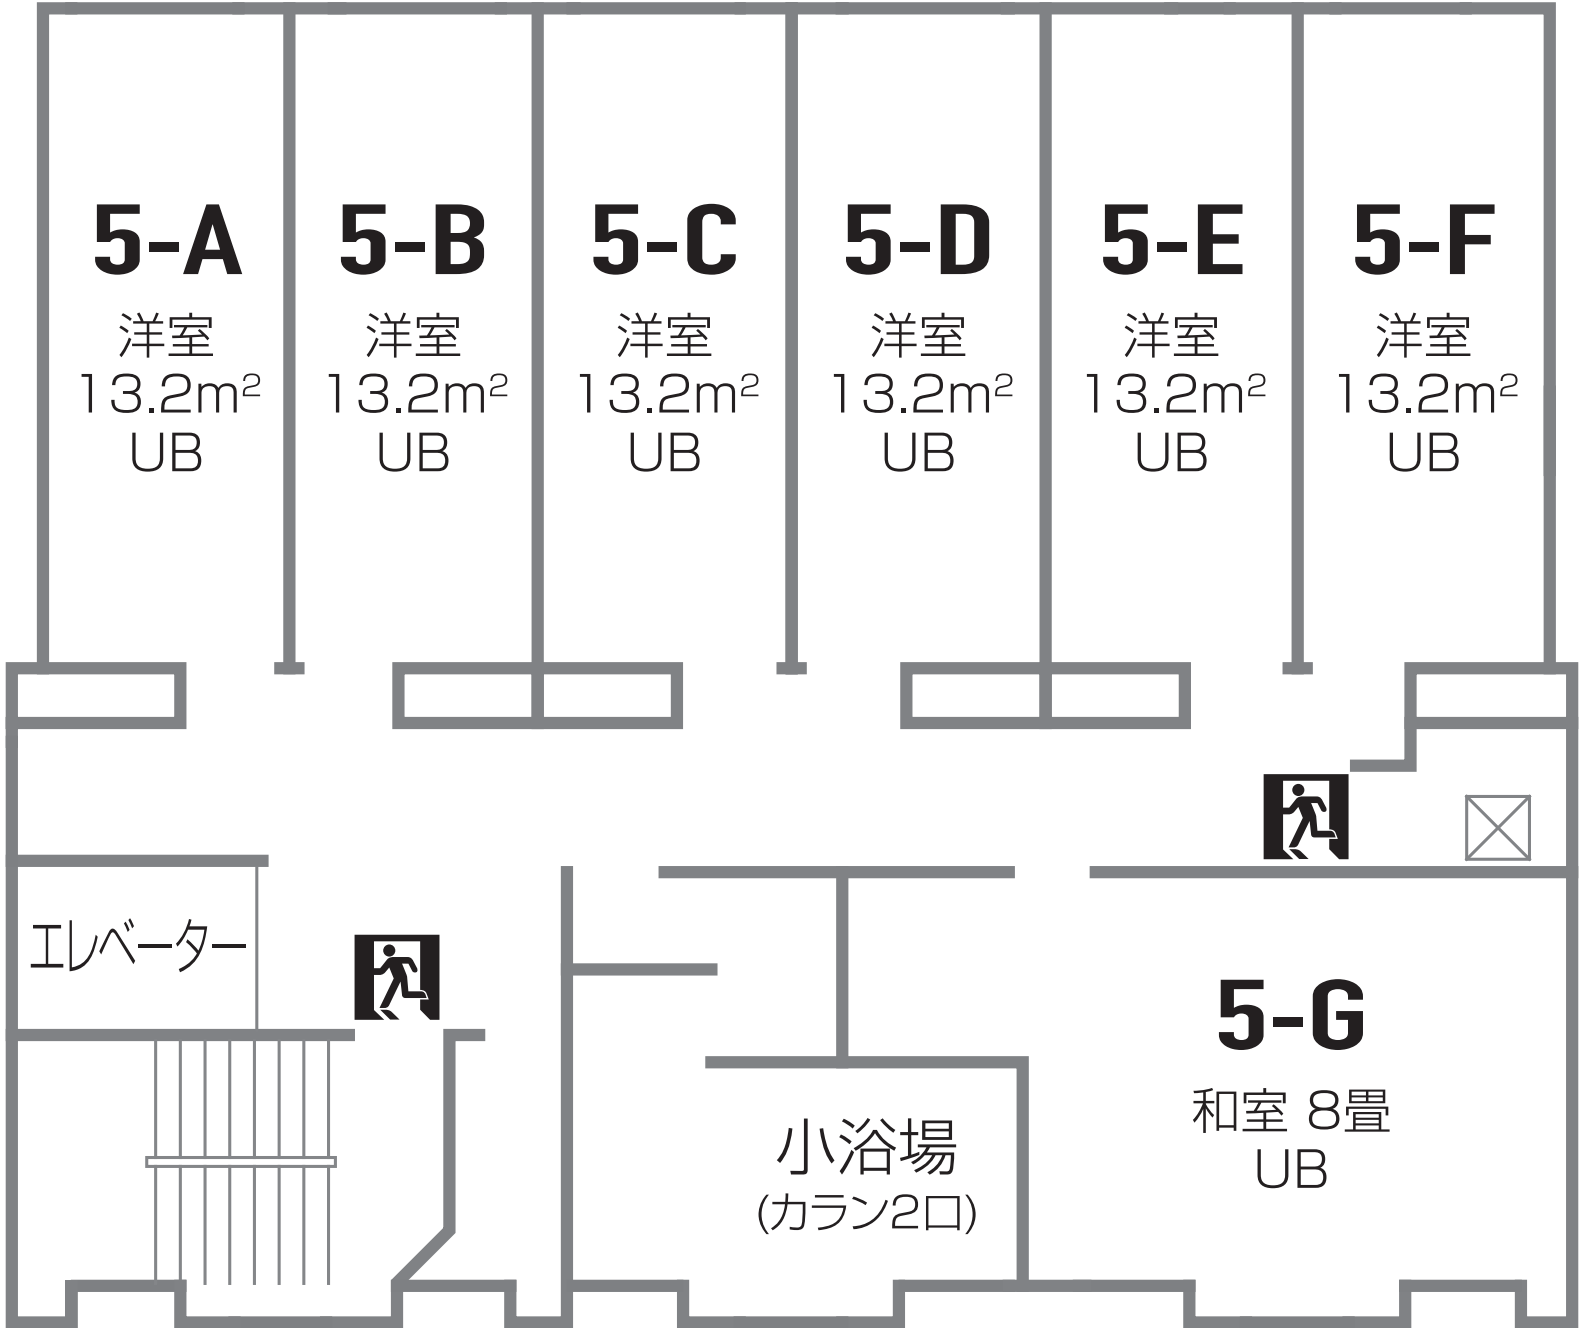 5-A
洋室
13.2m²
UB
5-B
洋室
13.2m²
UB
5-C
洋室
13.2m²
UB
5-D
洋室
13.2m²
UB
5-E
洋室
13.2m²
UB
5-F
洋室
13.2m²
UB
エレベーター
5-G
和室 8畳
UB
小浴場
(カラン2口)